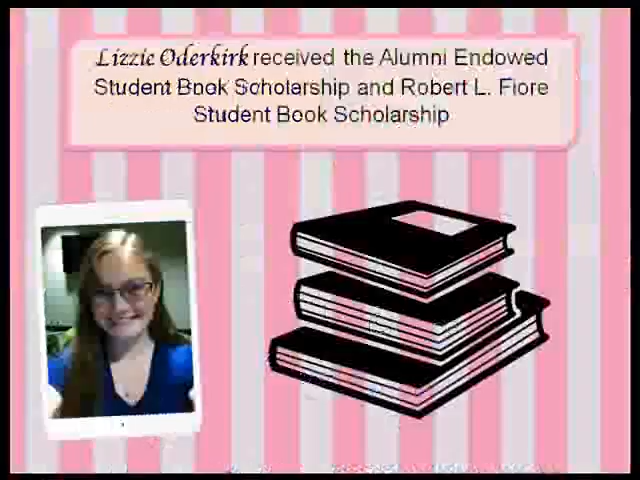 Lizzie Oderkirk received the Alumni Endowed
Student Book Scholarship and Robert L. Fiore
Student Book Scholarship